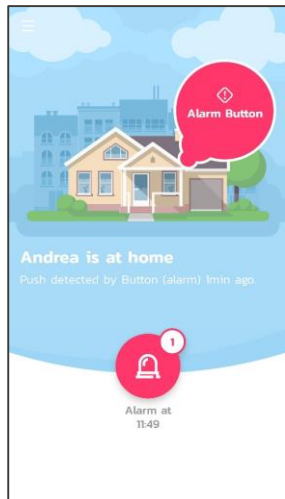 Alarm Button
Andrea is at home
Push detected by Button (alarm) 1min ago.
1
Alarm at
11:49